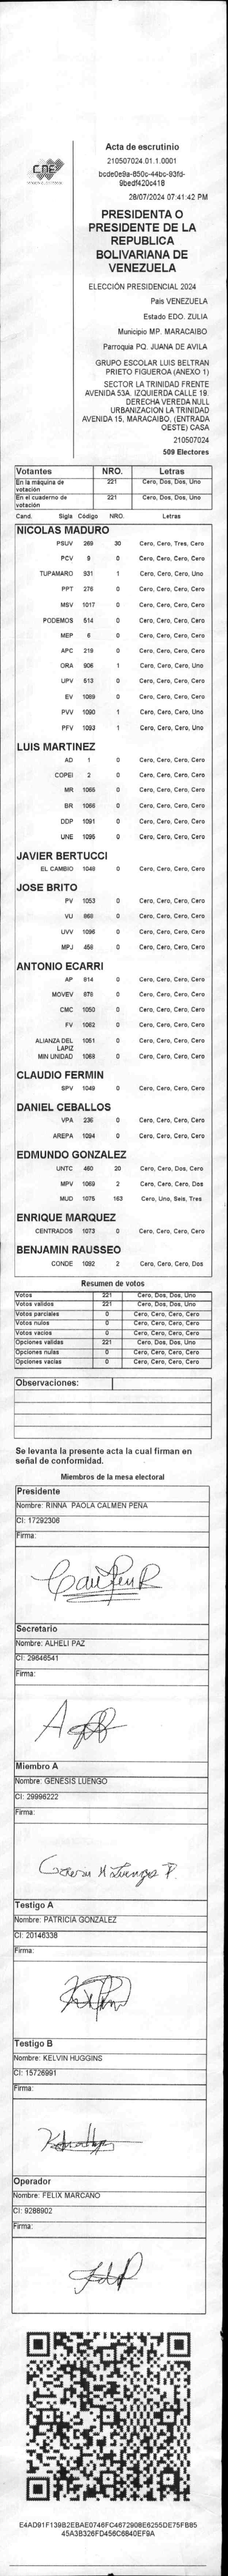 CNE
Acta de escrutinio
210507024.01.1.0001
28/07/2024 07:41:42 PM
PRESIDENTA O
PRESIDENTE DE LA
REPUBLICA
BOLIVARIANA DE
VENEZUELA
ELECCIÓN PRESIDENCIAL 2024
País VENEZUELA
Estado EDO. ZULIA
Municipio MP. MARACAIBO
Parroquia PQ. JUANA DE AVILA
GRUPO ESCOLAR LUIS BELTRAN
PRIETO FIGUEROA (ANEXO 1)
SECTOR LA TRINIDAD FRENTE
AVENIDA 53A. IZQUIERDA CALLE 19.
DERECHA VEREDA NULL
URBANIZACION LA TRINIDAD
AVENIDA 15, MARACAIBO, (ENTRADA
OESTE) CASA
210507024
509 Electores
Votantes NRO. Letras
En la máquina de votación 221 Cero, Dos, Dos, Uno
En el cuaderno de votación 221 Cero, Dos, Dos, Uno
Cand. Sigla Código NRO. Letras
NICOLAS MADURO
PSUV 269 30 Cero, Cero, Tres, Cero
PCV 9 0 Cero, Cero, Cero, Cero
TUPAMARO 931 1 Cero, Cero, Cero, Uno
PPT 276 0 Cero, Cero, Cero, Cero
MSV 1017 0 Cero, Cero, Cero, Cero
PODEMOS 514 0 Cero, Cero, Cero, Cero
MEP 6 0 Cero, Cero, Cero, Cero
APC 219 0 Cero, Cero, Cero, Cero
ORA 906 1 Cero, Cero, Cero, Uno
UPV 513 0 Cero, Cero, Cero, Cero
EV 1089 0 Cero, Cero, Cero, Cero
PVV 1090 1 Cero, Cero, Cero, Uno
PFV 1093 1 Cero, Cero, Cero, Uno
LUIS MARTINEZ
AD 1 0 Cero, Cero, Cero, Cero
COPEI 2 0 Cero, Cero, Cero, Cero
MR 1065 0 Cero, Cero, Cero, Cero
BR 1066 0 Cero, Cero, Cero, Cero
DDP 1091 0 Cero, Cero, Cero, Cero
UNE 1095 0 Cero, Cero, Cero, Cero
JAVIER BERTUCCI
EL CAMBIO 1048 0 Cero, Cero, Cero, Cero
JOSE BRITO
PV 1053 0 Cero, Cero, Cero, Cero
VU 868 0 Cero, Cero, Cero, Cero
UVV 1096 0 Cero, Cero, Cero, Cero
MPJ 458 0 Cero, Cero, Cero, Cero
ANTONIO ECARRI
AP 814 0 Cero, Cero, Cero, Cero
MOVEV 876 0 Cero, Cero, Cero, Cero
CMC 1050 0 Cero, Cero, Cero, Cero
FV 1062 0 Cero, Cero, Cero, Cero
ALIANZA DEL LAPIZ 1051 0 Cero, Cero, Cero, Cero
MIN UNIDAD 1068 0 Cero, Cero, Cero, Cero
CLAUDIO FERMIN
SPV 1049 0 Cero, Cero, Cero, Cero
DANIEL CEBALLOS
VPA 236 0 Cero, Cero, Cero, Cero
AREPA 1094 0 Cero, Cero, Cero, Cero
EDMUNDO GONZALEZ
UNTC 460 20 Cero, Cero, Dos, Cero
MPV 1069 2 Cero, Cero, Cero, Dos
MUD 1075 163 Cero, Uno, Seis, Tres
ENRIQUE MARQUEZ
CENTRADOS 1073 0 Cero, Cero, Cero, Cero
BENJAMIN RAUSSEO
CONDE 1092 2 Cero, Cero, Cero, Dos
Resumen de votos
Votos 221 Cero, Dos, Dos, Uno
Votos validos 221 Cero, Dos, Dos, Uno
Votos parciales 0 Cero, Cero, Cero, Cero
Votos nulos 0 Cero, Cero, Cero, Cero
Votos vacíos 0 Cero, Cero, Cero, Cero
Opciones validas 221 Cero, Dos, Dos, Uno
Opciones nulas 0 Cero, Cero, Cero, Cero
Opciones vacías 0 Cero, Cero, Cero, Cero
Observaciones:
Se levanta la presente acta la cual firman en
señal de conformidad.
Miembros de la mesa electoral
Presidente
Nombre: RINNA PAOLA CALMEN PEÑA
CI: 17292306
Firma:
Secretario
Nombre: ALHELI PAZ
CI: 29646541
Firma:
Miembro A
Nombre: GENESIS LUENGO
CI: 29996222
Firma:
Testigo A
Nombre: PATRICIA GONZALEZ
CI: 20146338
Firma:
Testigo B
Nombre: KELVIN HUGGINS
CI: 15726991
Firma:
Operador
Nombre: FELIX MARCANO
CI: 9288902
Firma:
E4AD91F139B2EBAE0746FC4672908E6255DE75FB85
45A3B326FD456C6840EF9A